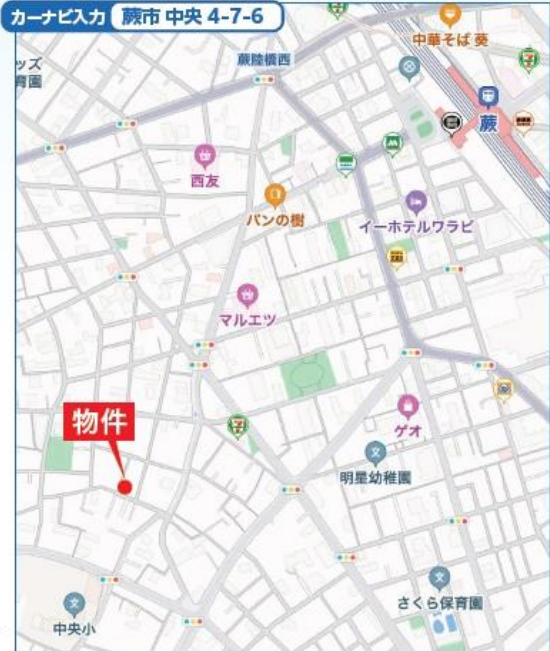 カーナビ入力 蕨市 中央 4-7-6
中華そば 葵
ッズ
育園
蕨陸橋西
蕨
西友
パンの樹
イーホテルワラビ
マルエツ
物件
ゲオ
明星幼稚園
さくら保育園
中央小